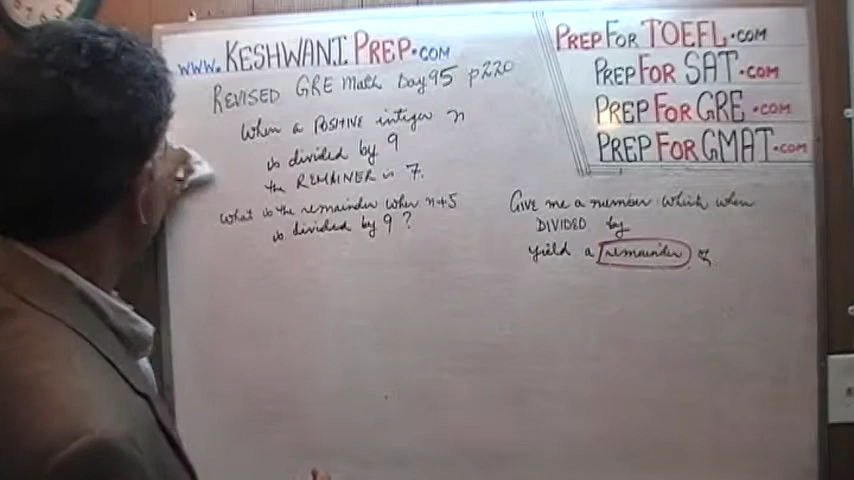 www. KESHWANI PREP.COM
REVISED GRE Math Day 95 p220
When a POSITIVE integer n
is divided by 9
the REMAINER is 7.
What is the remainder when n+5
is divided by 9 ?
PREP FOR TOEFL.COM
PREP FOR SAT.COM
PREP FOR GRE.COM
PREP FOR GMAT.COM
Give me a number which when
DIVIDED by
yield a remainder of